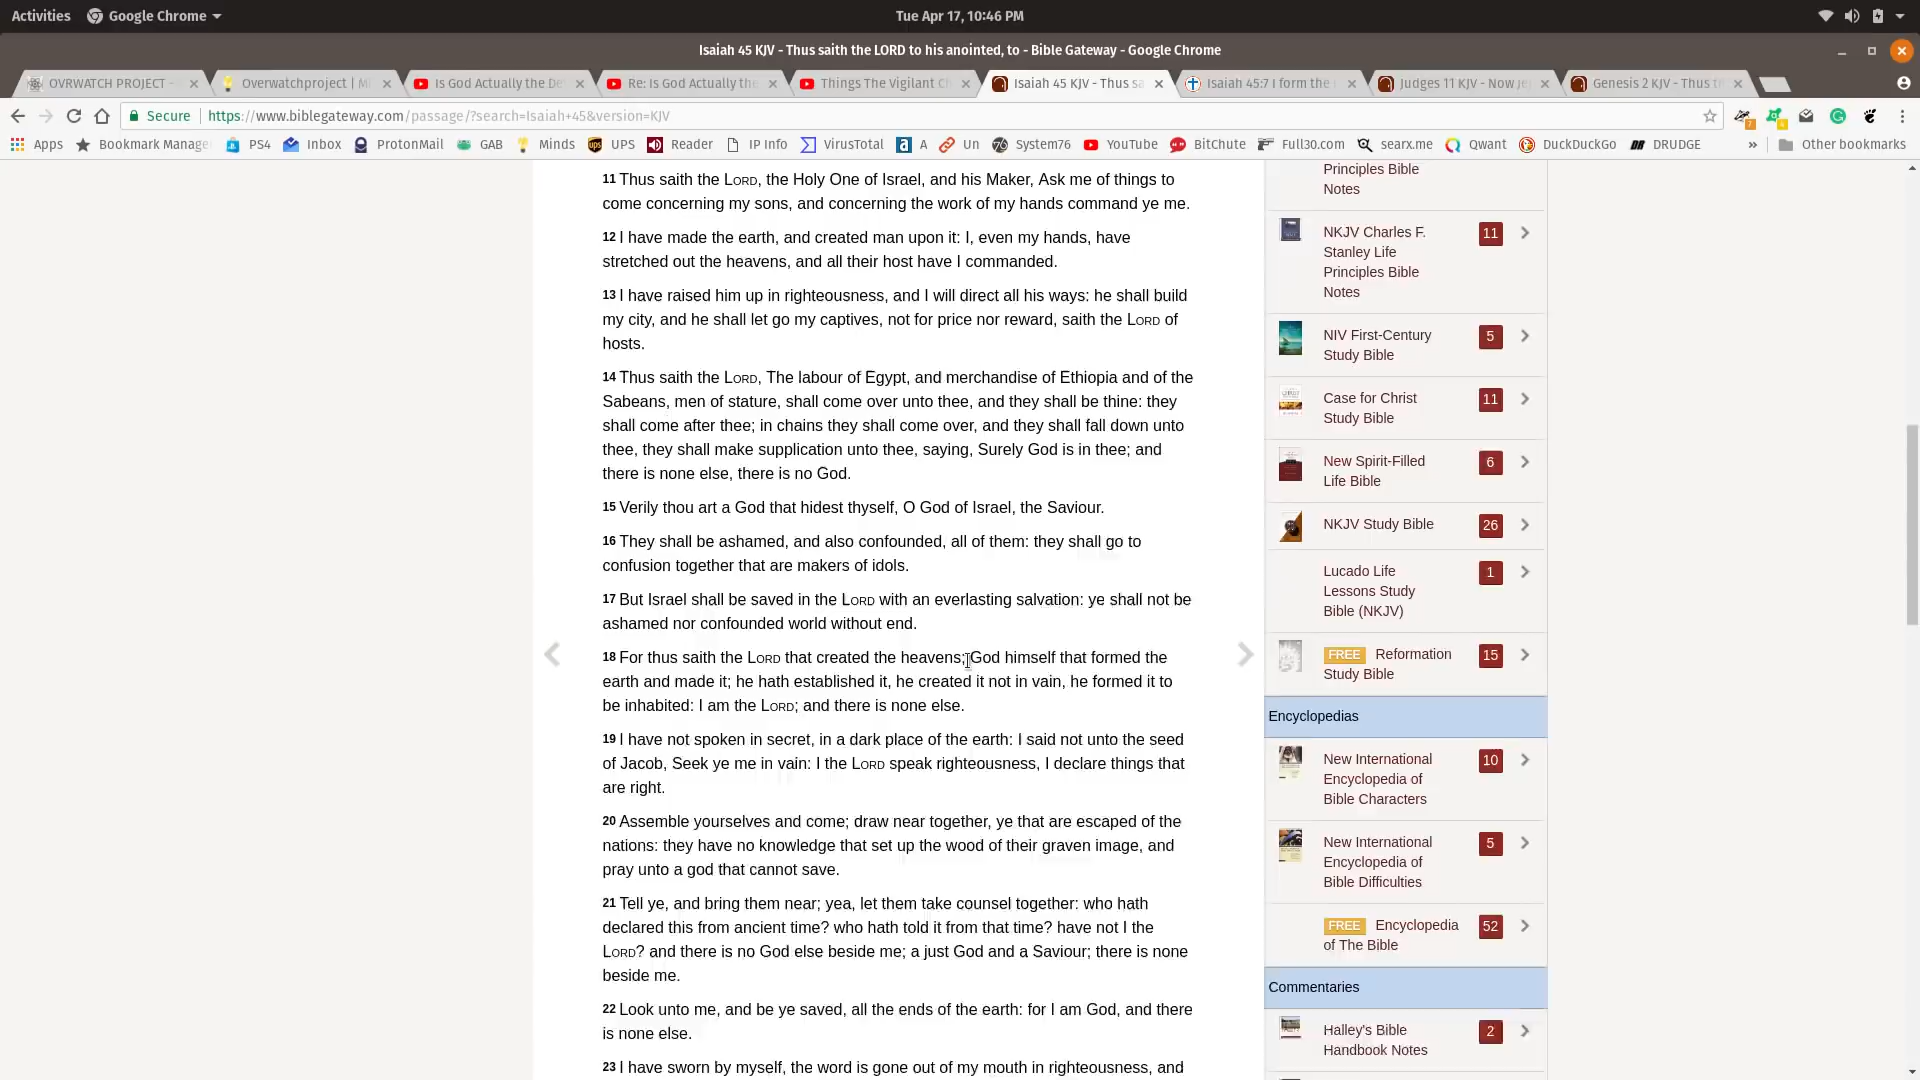 Activities Google Chrome Tue Apr 17, 10:46 PM
Isaiah 45 KJV - Thus saith the LORD to his anointed, to - Bible Gateway - Google Chrome
OVRWATCH PROJECT - Overwatchproject | M Is God Actually the De Re: Is God Actually the Things The Vigilant C Isaiah 45 KJV - Thus sa Isaiah 45:7 I form the Judges 11 KJV - Now Je Genesis 2 KJV - Thus t
Secure https://www.biblegateway.com/passage/?search=Isaiah+45&version=KJV
Apps Bookmark Manage PS4 Inbox ProtonMail GAB Minds UPS Reader IP Info VirusTotal A Un System76 YouTube BitChute Full30.com searx.me Qwant DuckDuckGo DRUDGE » Other bookmarks
11 Thus saith the LORD, the Holy One of Israel, and his Maker, Ask me of things to
come concerning my sons, and concerning the work of my hands command ye me.
12 I have made the earth, and created man upon it: I, even my hands, have
stretched out the heavens, and all their host have I commanded.
13 I have raised him up in righteousness, and I will direct all his ways: he shall build
my city, and he shall let go my captives, not for price nor reward, saith the LORD of
hosts.
14 Thus saith the LORD, The labour of Egypt, and merchandise of Ethiopia and of the
Sabeans, men of stature, shall come over unto thee, and they shall be thine: they
shall come after thee; in chains they shall come over, and they shall fall down unto
thee, they shall make supplication unto thee, saying, Surely God is in thee; and
there is none else, there is no God.
15 Verily thou art a God that hidest thyself, O God of Israel, the Saviour.
16 They shall be ashamed, and also confounded, all of them: they shall go to
confusion together that are makers of idols.
17 But Israel shall be saved in the LORD with an everlasting salvation: ye shall not be
ashamed nor confounded world without end.
18 For thus saith the LORD that created the heavens; God himself that formed the
earth and made it; he hath established it, he created it not in vain, he formed it to
be inhabited: I am the LORD; and there is none else.
19 I have not spoken in secret, in a dark place of the earth: I said not unto the seed
of Jacob, Seek ye me in vain: I the LORD speak righteousness, I declare things that
are right.
20 Assemble yourselves and come; draw near together, ye that are escaped of the
nations: they have no knowledge that set up the wood of their graven image, and
pray unto a god that cannot save.
21 Tell ye, and bring them near; yea, let them take counsel together: who hath
declared this from ancient time? who hath told it from that time? have not I the
LORD? and there is no God else beside me; a just God and a Saviour; there is none
beside me.
22 Look unto me, and be ye saved, all the ends of the earth: for I am God, and there
is none else.
23 I have sworn by myself, the word is gone out of my mouth in righteousness, and
Principles Bible
Notes
NKJV Charles F. 11
Stanley Life
Principles Bible
Notes
NIV First-Century 5
Study Bible
Case for Christ 11
Study Bible
New Spirit-Filled 6
Life Bible
NKJV Study Bible 26
Lucado Life 1
Lessons Study
Bible (NKJV)
FREE Reformation 15
Study Bible
Encyclopedias
New International 10
Encyclopedia of
Bible Characters
New International 5
Encyclopedia of
Bible Difficulties
FREE Encyclopedia 52
of The Bible
Commentaries
Halley's Bible 2
Handbook Notes